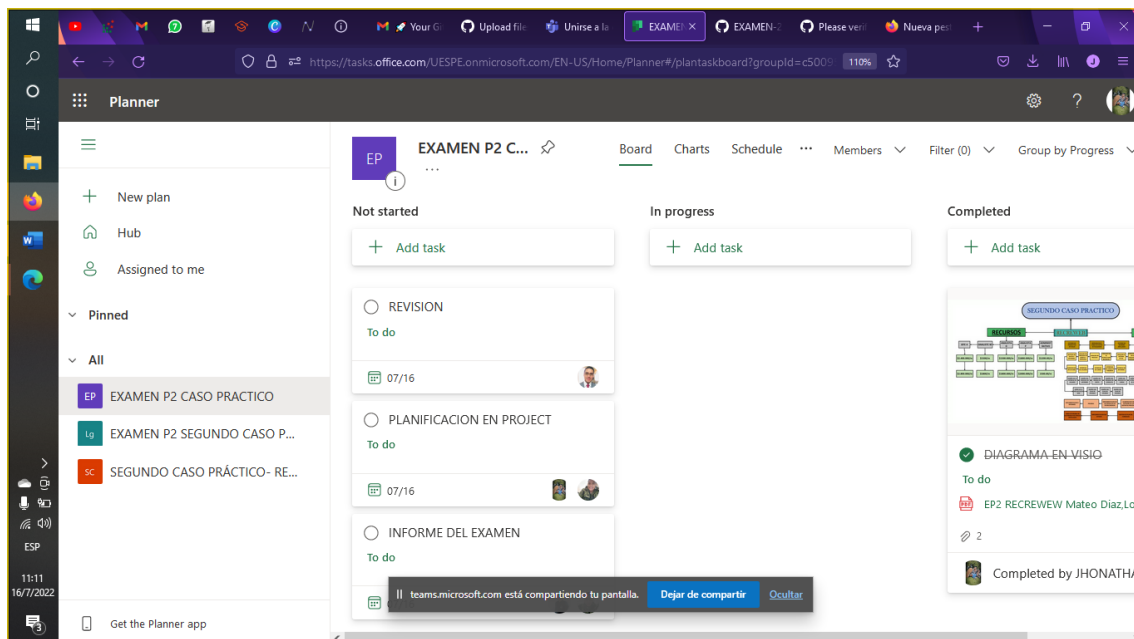 Your Gi
Upload file
Unirse a la
EXAMEN
EXAMEN-2
Please veri
Nueva pest
https://tasks.office.com/UESPE.onmicrosoft.com/EN-US/Home/Planner#/plantaskboard?groupId=c5009
110%
Planner
EP
EXAMEN P2 C...
Board
Charts
Schedule
Members
Filter (0)
Group by Progress
New plan
Hub
Assigned to me
Pinned
All
EP EXAMEN P2 CASO PRACTICO
Lg EXAMEN P2 SEGUNDO CASO P...
SC SEGUNDO CASO PRÁCTICO- RE...
Get the Planner app
Not started
Add task
REVISION
To do
07/16
PLANIFICACION EN PROJECT
To do
07/16
INFORME DEL EXAMEN
To do
In progress
Add task
Completed
Add task
SEGUNDO CASO PRACTICO
RECURSOS
DIAGRAMA EN VISIO
To do
EP2 RECREWEW Mateo Diaz,Lo
2
Completed by JHONATHA
teams.microsoft.com está compartiendo tu pantalla.
Dejar de compartir
Ocultar
ESP
11:11
16/7/2022
3